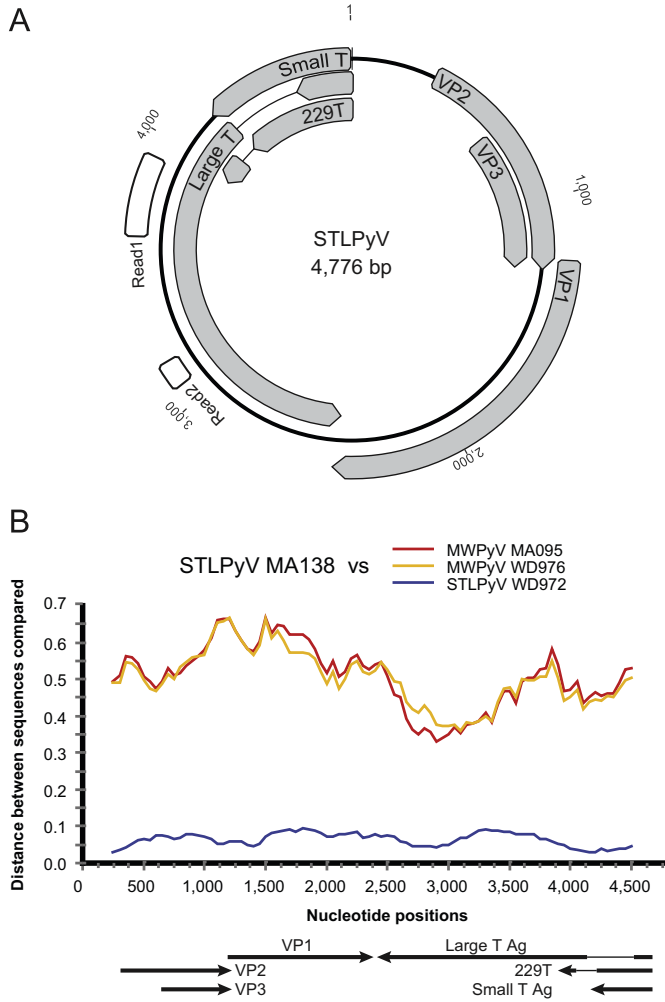 A
1
Small T
VP2
229T
4,000
Large T
VP3
1,000
STLPyV
4,776 bp
Read1
VP1
Read2
3,000
2,000
B
STLPyV MA138 vs
MWPyV MA095
MWPyV WD976
STLPyV WD972
Distance between sequences compared
0.7
0.6
0.5
0.4
0.3
0.2
0.1
0.0
0 500 1,000 1,500 2,000 2,500 3,000 3,500 4,000 4,500
Nucleotide positions
VP1 Large T Ag
VP2 229T
VP3 Small T Ag